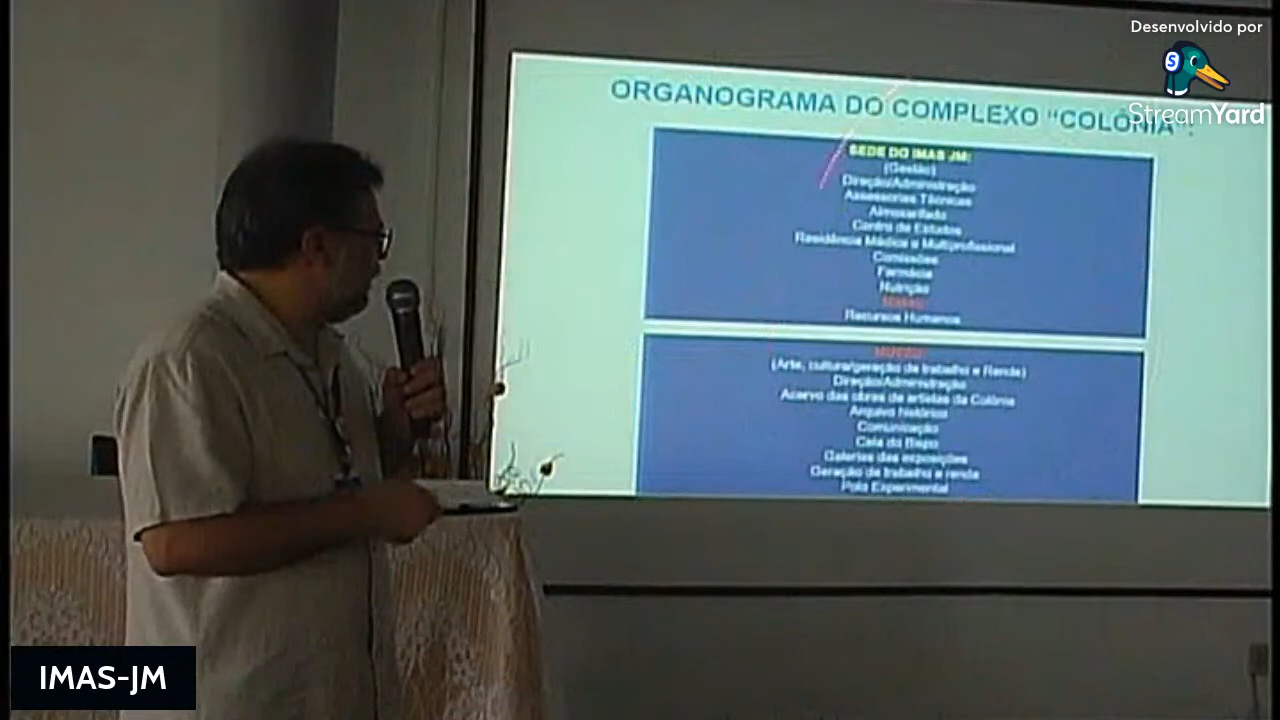 Desenvolvido por
StreamYard
ORGANOGRAMA DO COMPLEXO “COLÔNIA”:
SEDE DO IMAS JM:
(Gestão)
Direção/Administração
Assessorias Técnicas
Almoxarifado
Centro de Estudos
Residência Médica e Multiprofissional
Comissões
Farmácia
Nutrição
Recursos Humanos
(Arte, cultura/geração de trabalho e Renda)
Direção/Administração
Acervo das obras de artistas da Colônia
Arquivo histórico
Comunicação
Cela do Bispo
Galerias das exposições
Geração de trabalho e renda
Polo Experimental
IMAS-JM